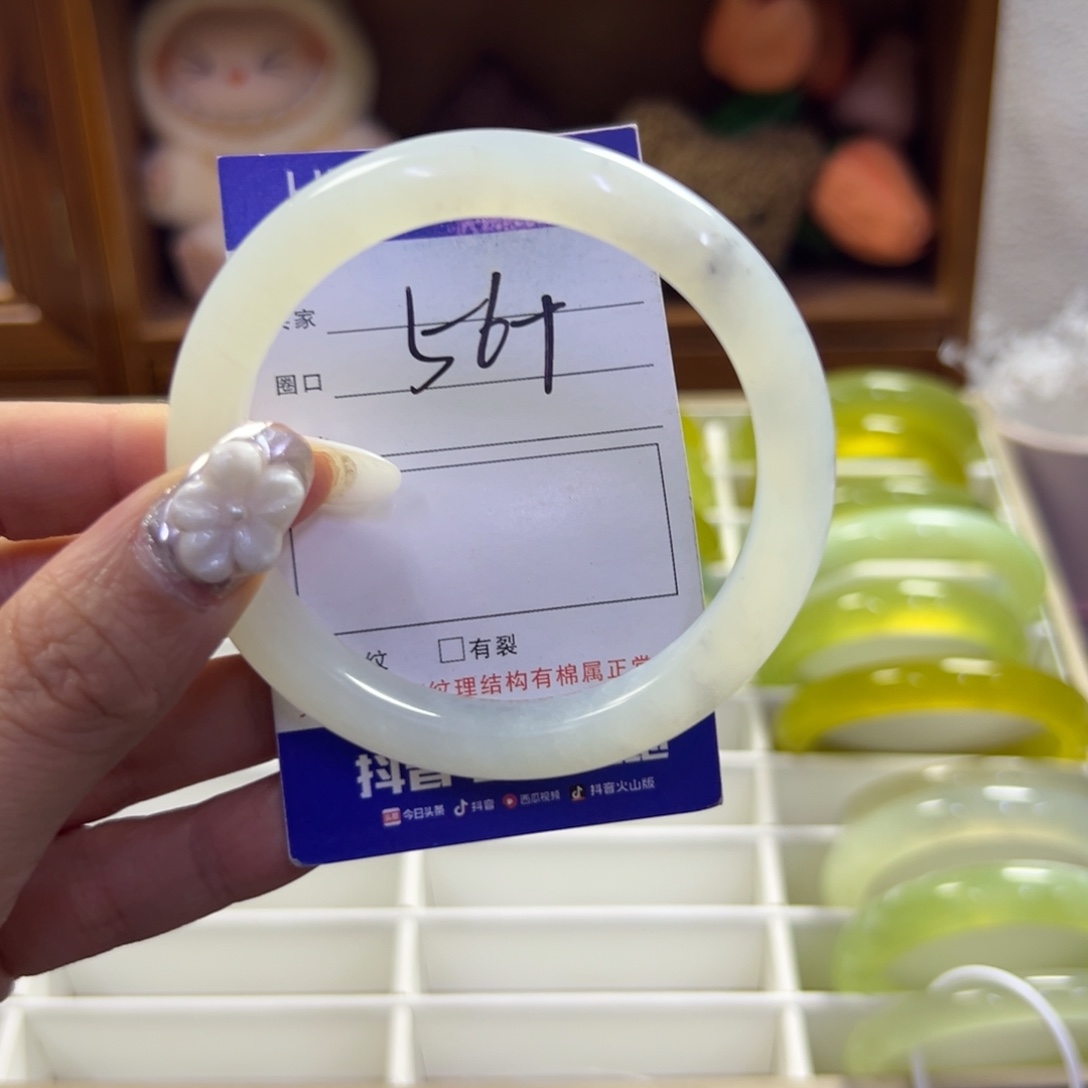 家
56+
圈口
纹 有裂
纹理结构有棉属正常
抖音
今日头条 抖音 西瓜视频 抖音火山版